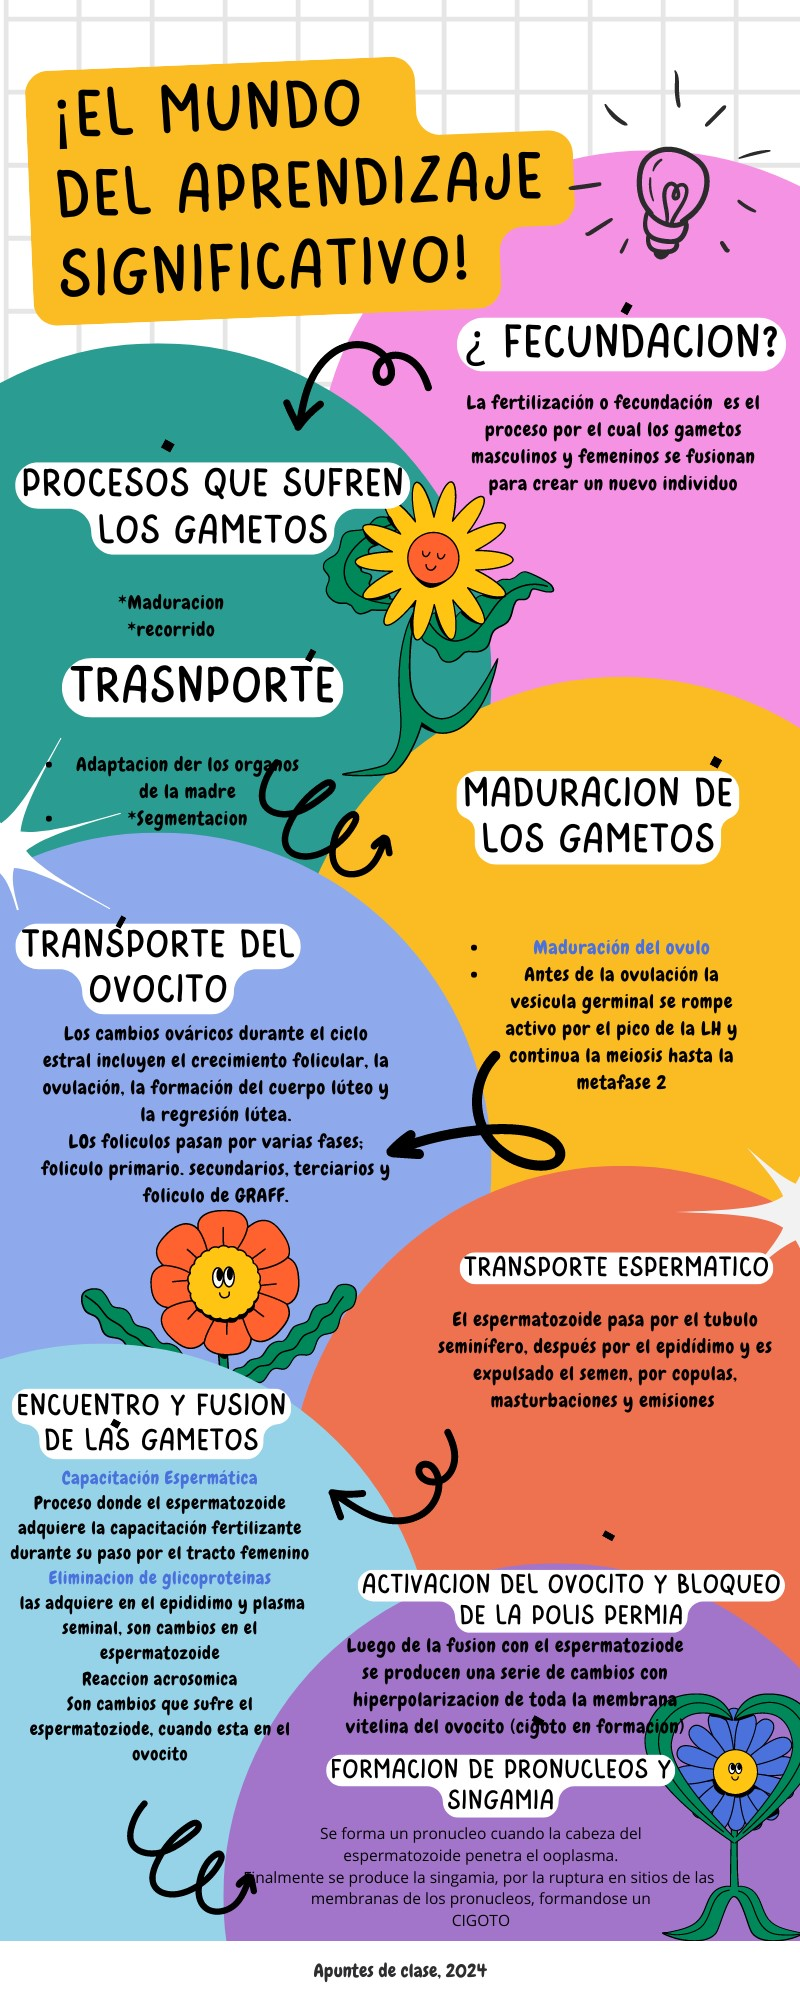 ¡EL MUNDO
DEL APRENDIZAJE
SIGNIFICATIVO!
¿ FECUNDACION?
La fertilización o fecundación es el
proceso por el cual los gametos
masculinos y femeninos se fusionan
para crear un nuevo individuo
PROCESOS QUE SUFREN
LOS GAMETOS
*Maduracion
*recorrido
TRASNPORTE
• Adaptacion der los organos
de la madre
• *Segmentacion
MADURACION DE
LOS GAMETOS
• Maduración del ovulo
• Antes de la ovulación la
vesicula germinal se rompe
activo por el pico de la LH y
continua la meiosis hasta la
metafase 2
TRANSPORTE DEL
OVOCITO
Los cambios ováricos durante el ciclo
estral incluyen el crecimiento folicular, la
ovulación, la formación del cuerpo lúteo y
la regresión lútea.
LOs foliculos pasan por varias fases;
foliculo primario. secundarios, terciarios y
foliculo de GRAFF.
TRANSPORTE ESPERMATICO
El espermatozoide pasa por el tubulo
seminífero, después por el epidídimo y es
expulsado el semen, por copulas,
masturbaciones y emisiones
ENCUENTRO Y FUSION
DE LAS GAMETOS
Capacitación Espermática
Proceso donde el espermatozoide
adquiere la capacitación fertilizante
durante su paso por el tracto femenino
Eliminacion de glicoproteinas
las adquiere en el epididimo y plasma
seminal, son cambios en el
espermatozoide
Reaccion acrosomica
Son cambios que sufre el
espermatoziode, cuando esta en el
ovocito
ACTIVACION DEL OVOCITO Y BLOQUEO
DE LA POLIS PERMIA
Luego de la fusion con el espermatoziode
se producen una serie de cambios con
hiperpolarizacion de toda la membrana
vitelina del ovocito (cigoto en formación)
FORMACION DE PRONUCLEOS Y
SINGAMIA
Se forma un pronucleo cuando la cabeza del
espermatozoide penetra el ooplasma.
Finalmente se produce la singamia, por la ruptura en sitios de las
membranas de los pronucleos, formandose un
CIGOTO
Apuntes de clase, 2024